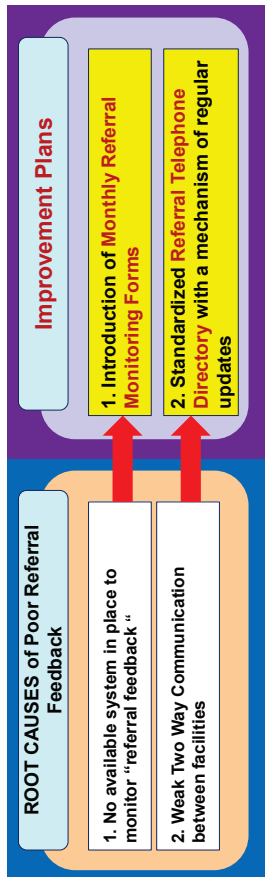 ROOT CAUSES of Poor Referral
Feedback
1. No available system in place to
monitor “referral feedback “
2. Weak Two Way Communication
between facilities
Improvement Plans
1. Introduction of Monthly Referral
Monitoring Forms
2. Standardized Referral Telephone
Directory with a mechanism of regular
updates